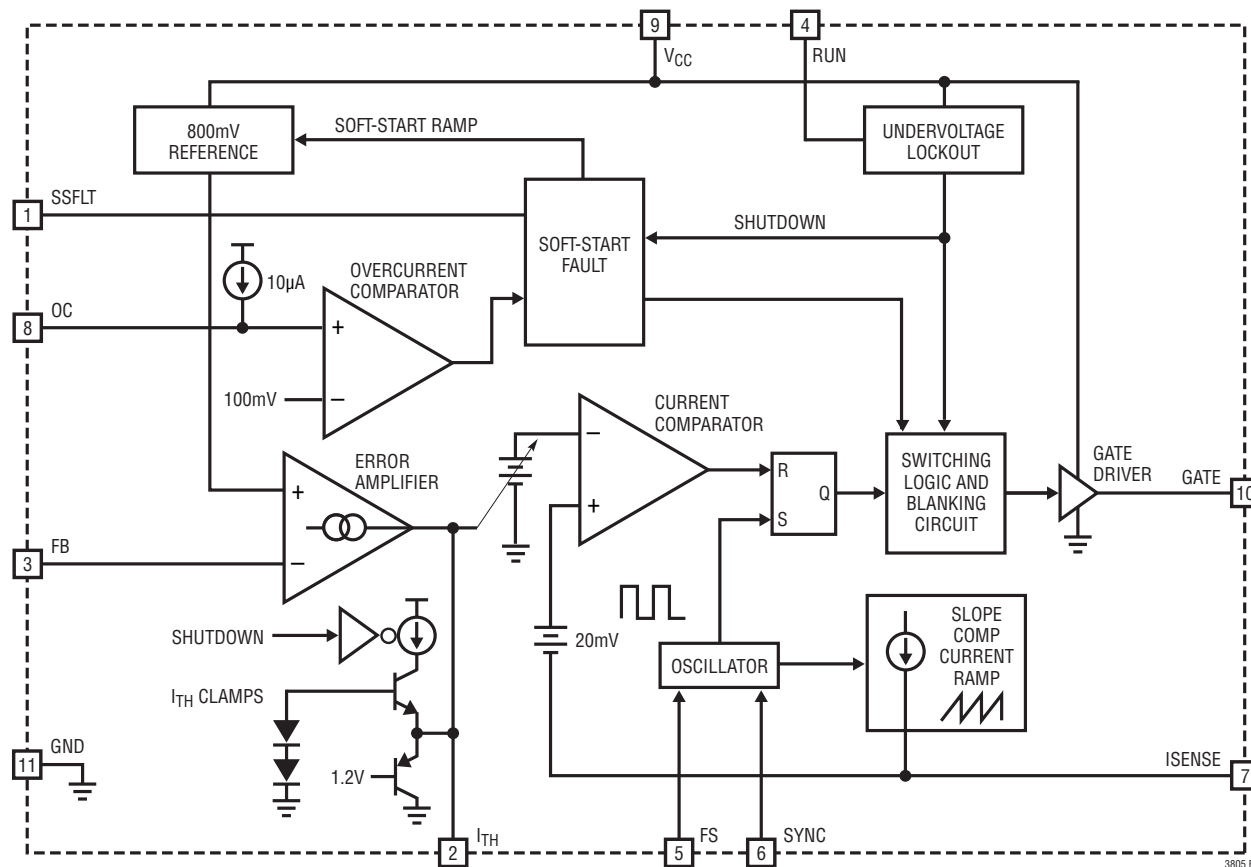 9
4
VCC
RUN
800mV
REFERENCE
SOFT-START RAMP
UNDERVOLTAGE
LOCKOUT
SSFLT
1
SHUTDOWN
SOFT-START
FAULT
10µA
OVERCURRENT
COMPARATOR
OC
8
+
100mV
–
CURRENT
COMPARATOR
ERROR
AMPLIFIER
–
R
Q
S
+
+
–
SWITCHING
LOGIC AND
BLANKING
CIRCUIT
GATE
DRIVER
GATE
10
FB
3
SHUTDOWN
20mV
OSCILLATOR
SLOPE
COMP
CURRENT
RAMP
ITH CLAMPS
GND
11
1.2V
ISENSE
7
ITH
2
FS
5
SYNC
6